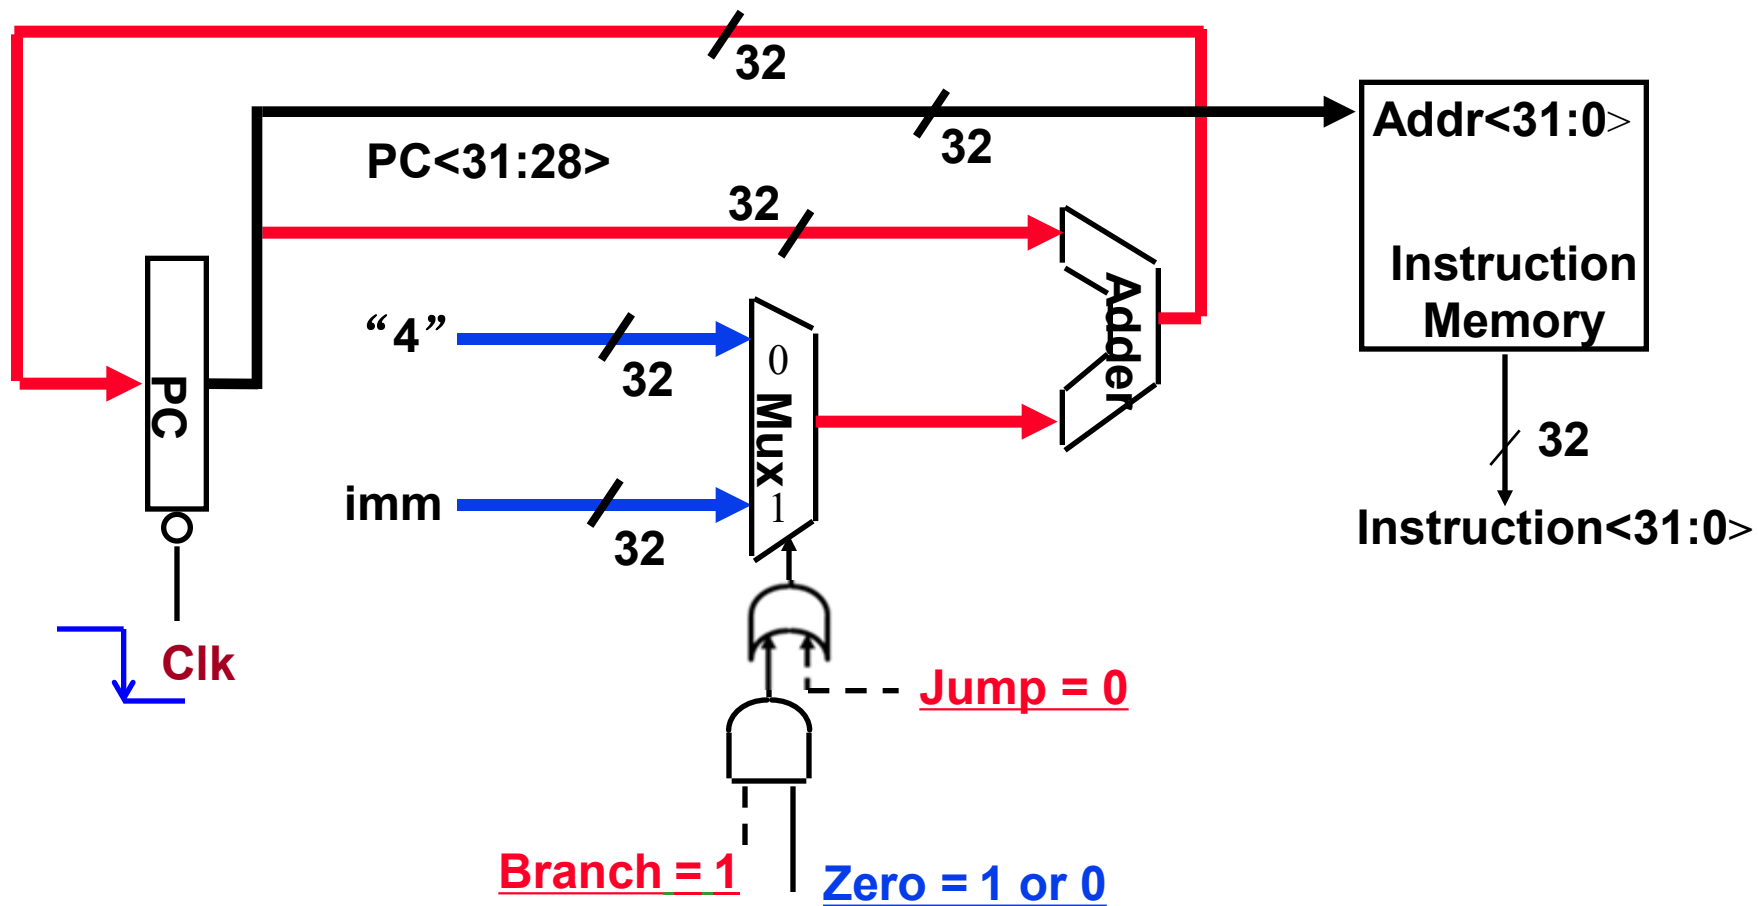 32
32
Addr<31:0>
PC<31:28>
32
Instruction
Memory
Adder
“4”
32
0
Mux
1
PC
imm
32
32
Instruction<31:0>
Clk
Jump = 0
Branch = 1
Zero = 1 or 0